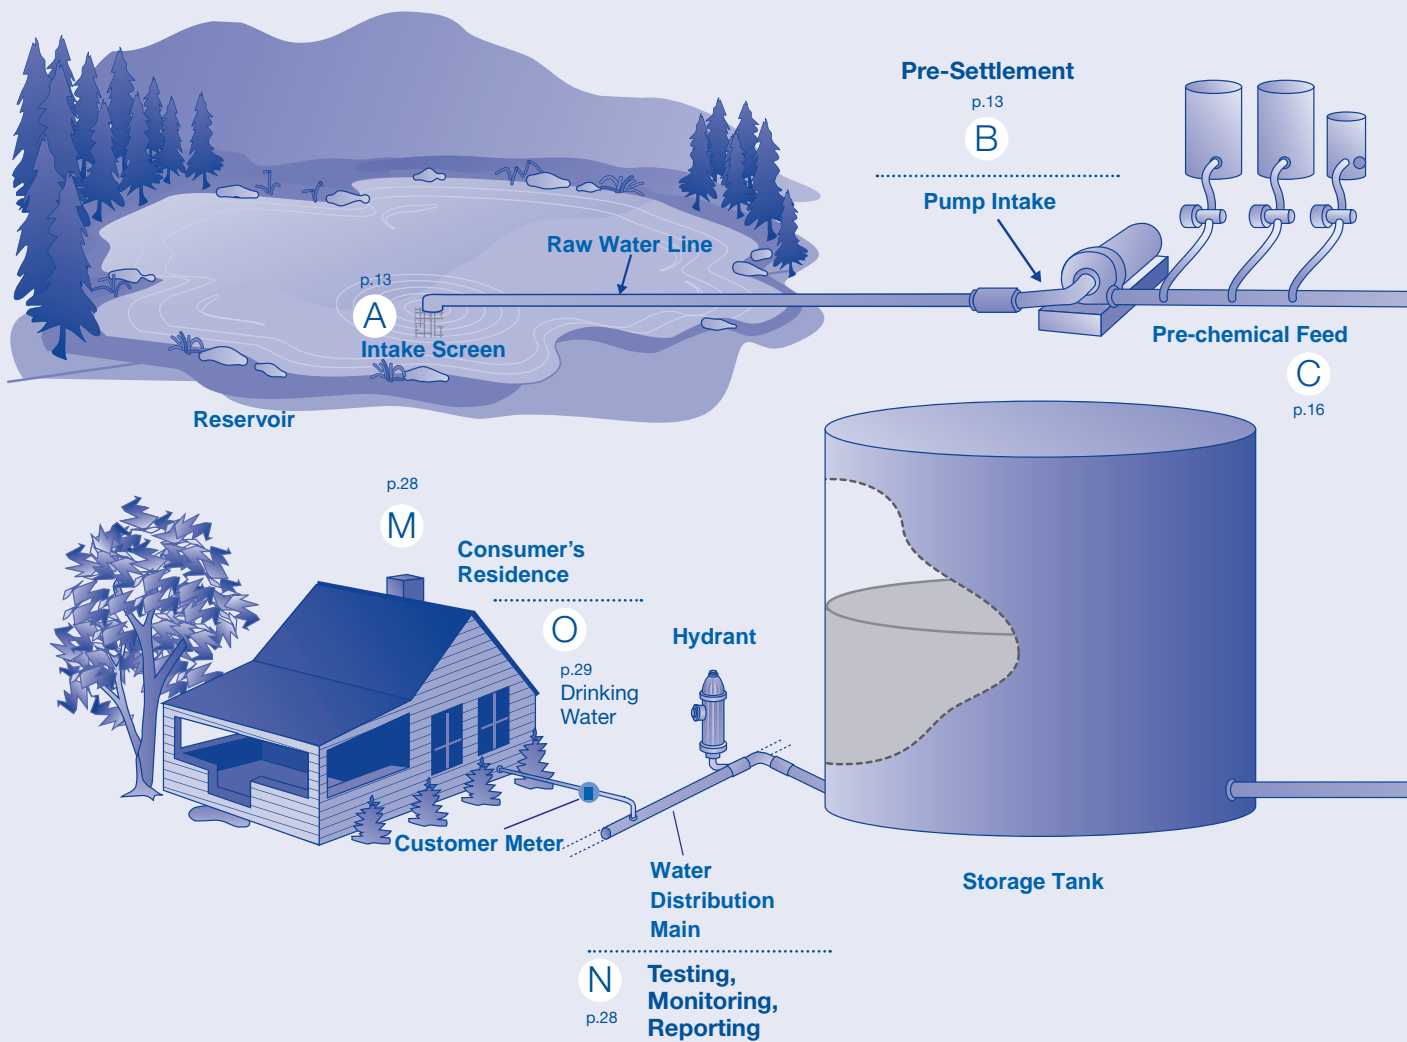 Pre-Settlement
p.13
B
Pump Intake
Raw Water Line
p.13
A
Intake Screen
Pre-chemical Feed
C
p.16
Reservoir
p.28
M
Consumer’s
Residence
O
p.29
Drinking
Water
Hydrant
Customer Meter
Water
Distribution
Main
Storage Tank
N
p.28
Testing,
Monitoring,
Reporting